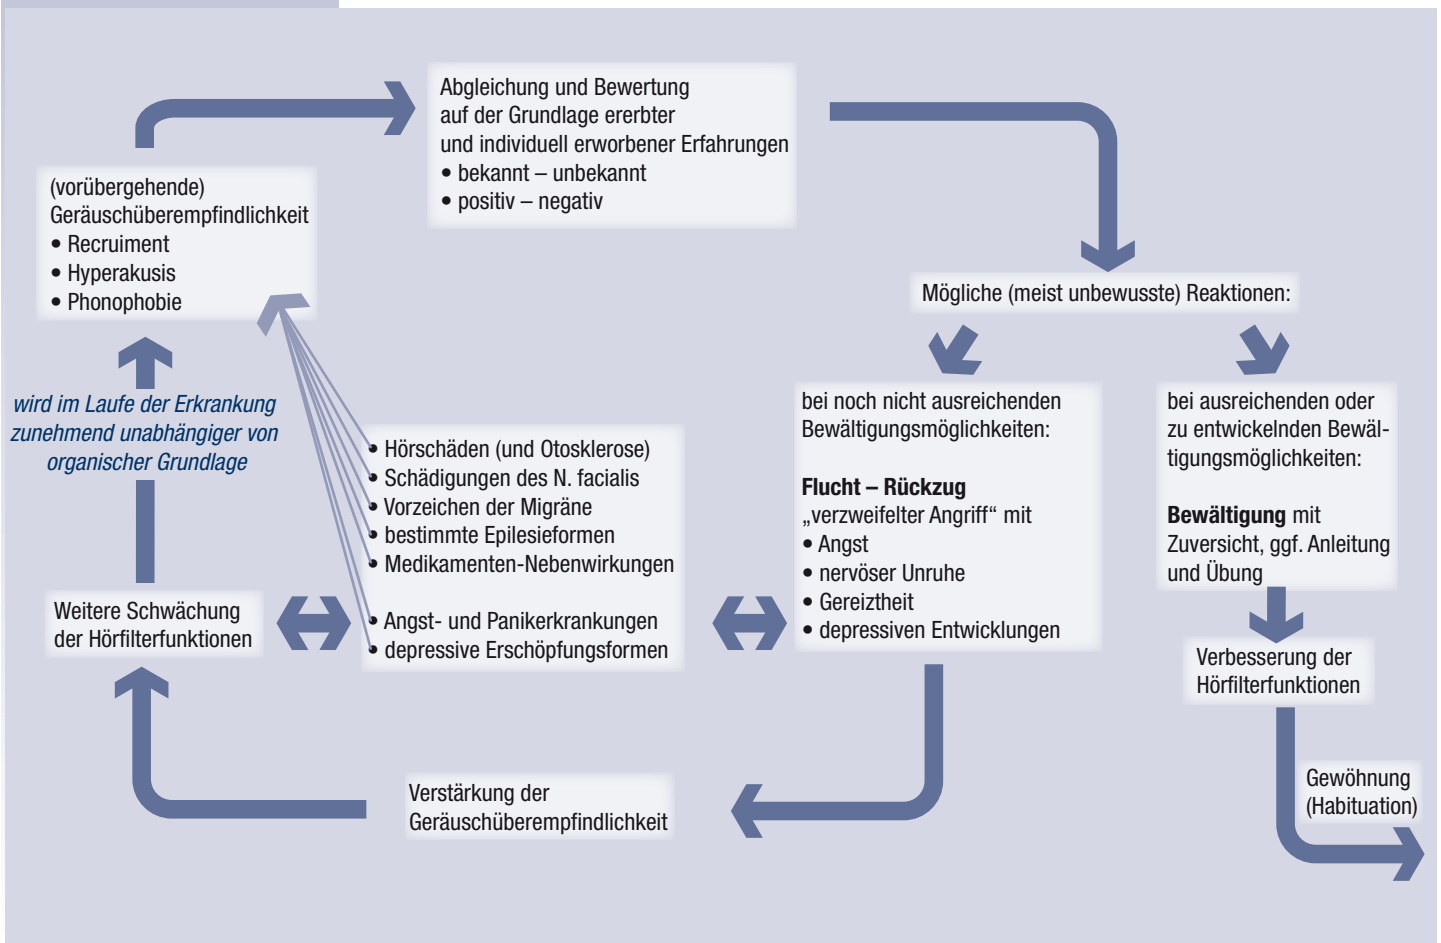 Abgleichung und Bewertung
auf der Grundlage ererbter
und individuell erworbener Erfahrungen
• bekannt – unbekannt
• positiv – negativ
(vorübergehende)
Geräuschüberempfindlichkeit
• Recruiment
• Hyperakusis
• Phonophobie
Mögliche (meist unbewusste) Reaktionen:
wird im Laufe der Erkrankung
zunehmend unabhängiger von
organischer Grundlage
• Hörschäden (und Otosklerose)
• Schädigungen des N. facialis
• Vorzeichen der Migräne
• bestimmte Epilesieformen
• Medikamenten-Nebenwirkungen
• Angst- und Panikerkrankungen
• depressive Erschöpfungsformen
bei noch nicht ausreichenden
Bewältigungsmöglichkeiten:
Flucht – Rückzug
„verzweifelter Angriff“ mit
• Angst
• nervöser Unruhe
• Gereiztheit
• depressiven Entwicklungen
bei ausreichenden oder
zu entwickelnden Bewäl-
tigungsmöglichkeiten:
Bewältigung mit
Zuversicht, ggf. Anleitung
und Übung
Weitere Schwächung
der Hörfilterfunktionen
Verbesserung der
Hörfilterfunktionen
Verstärkung der
Geräuschüberempfindlichkeit
Gewöhnung
(Habituation)